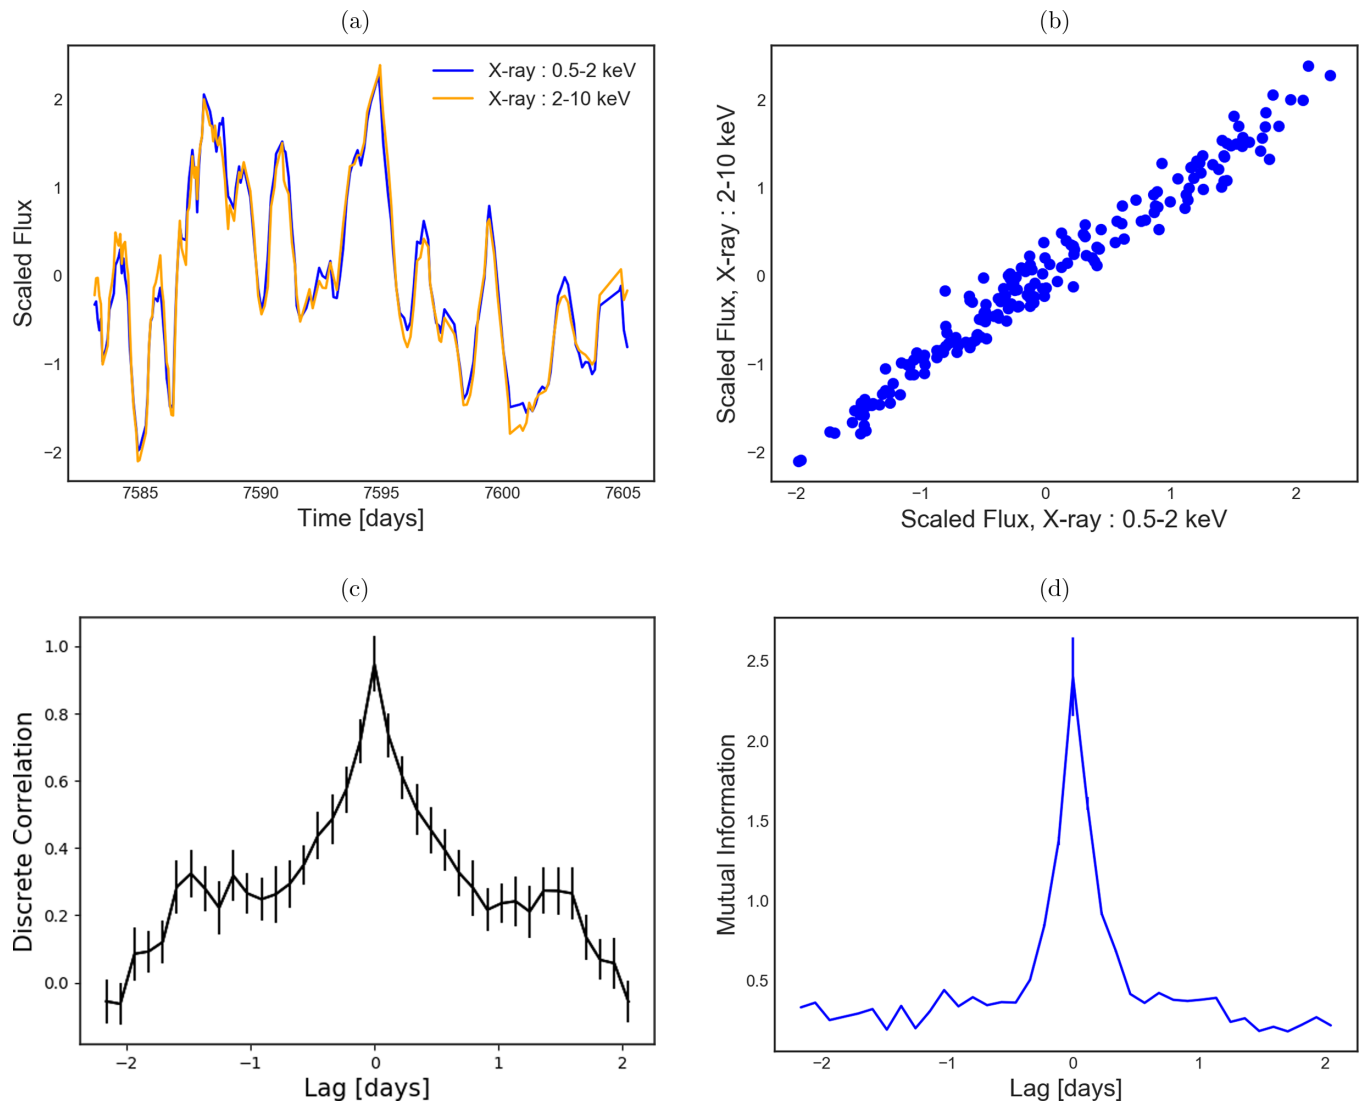 (a)
X-ray : 0.5-2 keV
X-ray : 2-10 keV
Scaled Flux
2
1
0
−1
−2
7585
7590
7595
7600
7605
Time [days]
(b)
Scaled Flux, X-ray : 2-10 keV
2
1
0
−1
−2
−2
−1
0
1
2
Scaled Flux, X-ray : 0.5-2 keV
(c)
Discrete Correlation
1.0
0.8
0.6
0.4
0.2
0.0
−2
−1
0
1
2
Lag [days]
(d)
Mutual Information
2.5
2.0
1.5
1.0
0.5
−2
−1
0
1
2
Lag [days]